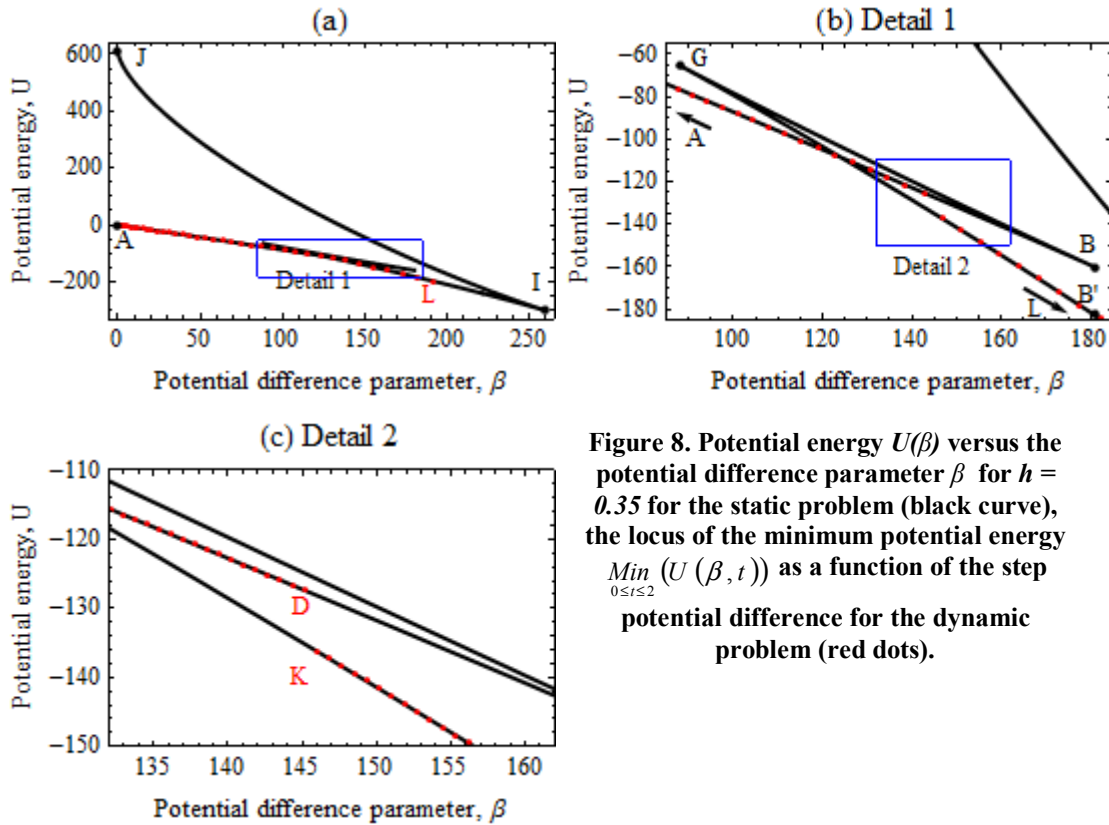 (a)
Potential energy, U
600
400
200
0
−200
J
A
Detail 1
L
I
0 50 100 150 200 250
Potential difference parameter, β
(b) Detail 1
Potential energy, U
−60
−80
−100
−120
−140
−160
−180
G
A
B
Detail 2
B'
L
100 120 140 160 180
Potential difference parameter, β
(c) Detail 2
Potential energy, U
−110
−120
−130
−140
−150
D
K
135 140 145 150 155 160
Potential difference parameter, β
Figure 8. Potential energy U(β) versus the
potential difference parameter β for h =
0.35 for the static problem (black curve),
the locus of the minimum potential energy
Min (U (β, t)) as a function of the step
0≤t≤2
potential difference for the dynamic
problem (red dots).